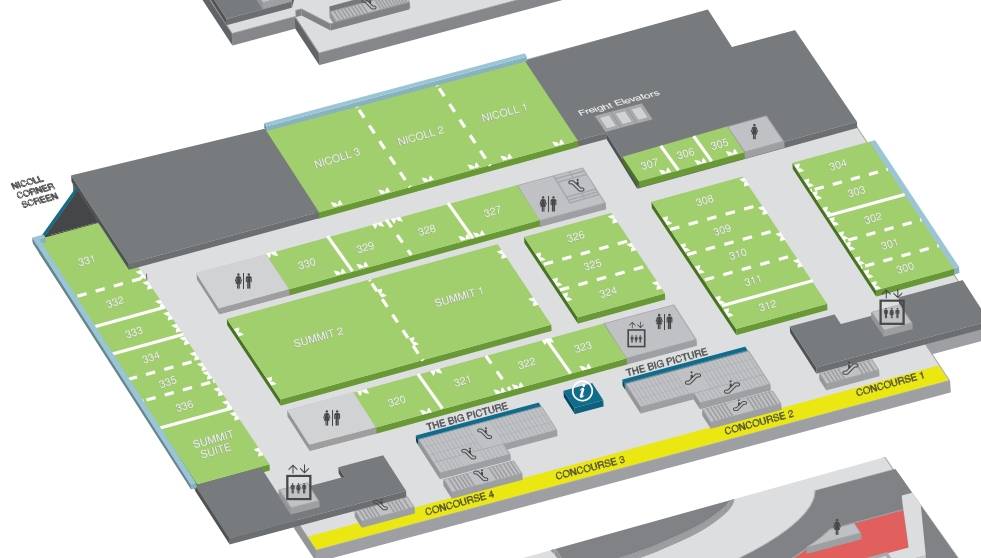 Freight Elevators
NICOLL 1
NICOLL 2
NICOLL 3
NICOLL
CORNER
SCREEN
307
306
305
304
303
302
301
300
308
309
310
311
312
326
325
324
327
328
329
330
331
332
333
334
335
336
SUMMIT
SUITE
SUMMIT 1
SUMMIT 2
320
321
322
323
THE BIG PICTURE
THE BIG PICTURE
i
CONCOURSE 1
CONCOURSE 2
CONCOURSE 3
CONCOURSE 4